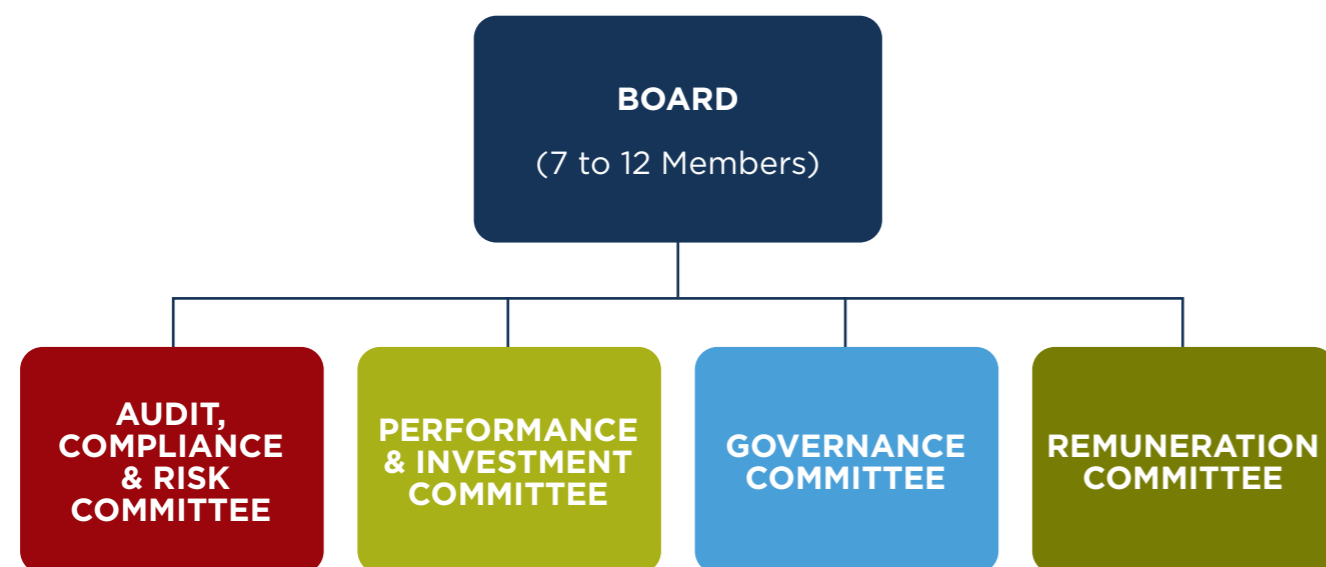 BOARD
(7 to 12 Members)
AUDIT,
COMPLIANCE
& RISK
COMMITTEE
PERFORMANCE
& INVESTMENT
COMMITTEE
GOVERNANCE
COMMITTEE
REMUNERATION
COMMITTEE